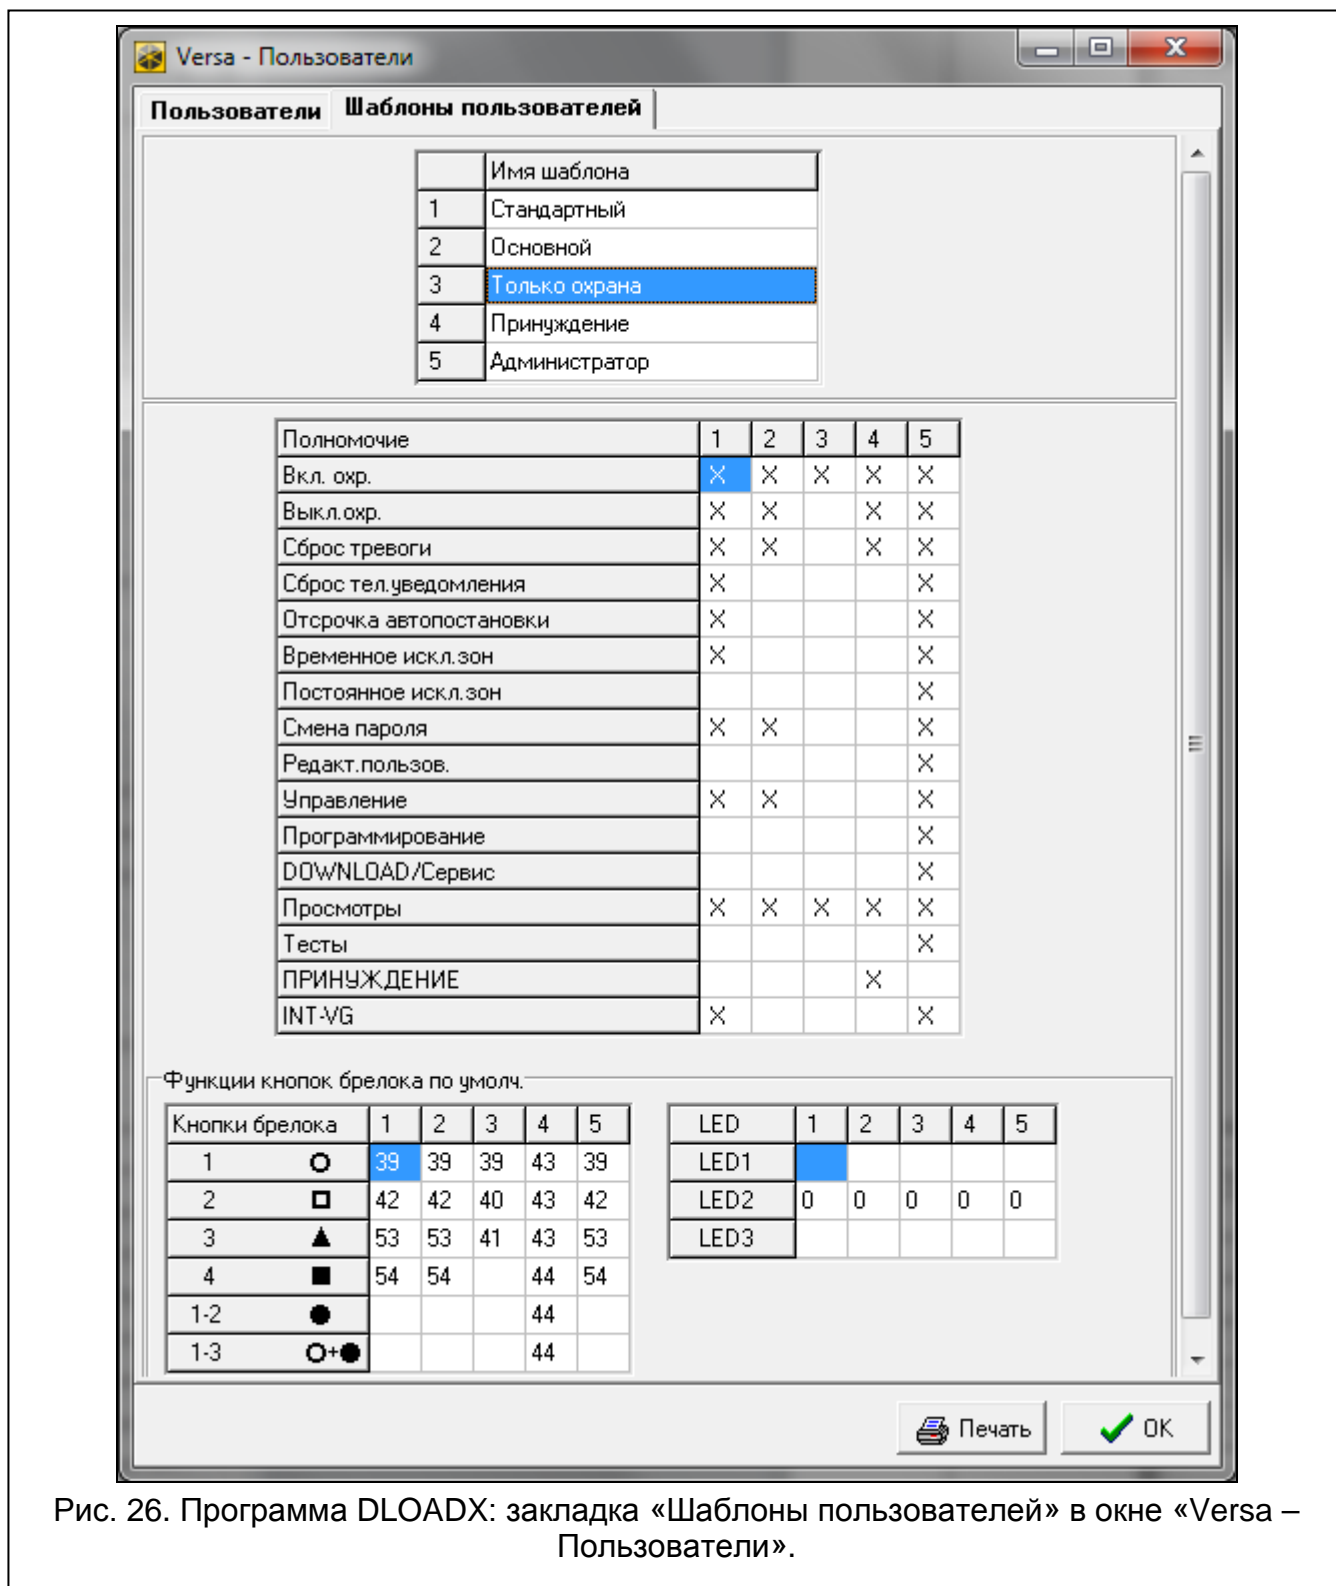 Versa - Пользователи
Пользователи Шаблоны пользователей
Имя шаблона
1 Стандартный
2 Основной
3 Только охрана
4 Принуждение
5 Администратор
Полномочие 1 2 3 4 5
Вкл. охр. X X X X X
Выкл.охр. X X X X
Сброс тревоги X X X X
Сброс тел.уведомления X X
Отсрочка автопостановки X X
Временное искл.зон X X
Постоянное искл.зон X
Смена пароля X X X
Редакт.пользов. X
Управление X X X
Программирование X
DOWNLOAD/Сервис X
Просмотры X X X X X
Тесты X
ПРИНУЖДЕНИЕ X
INT-VG X X
Функции кнопок брелока по умолч.
Кнопки брелока 1 2 3 4 5 LED 1 2 3 4 5
1 39 39 39 43 39 LED1
2 42 42 40 43 42 LED2 0 0 0 0 0
3 53 53 41 43 53 LED3
4 54 54 44 54
1-2 44
1-3 + 44
Печать OK
Рис. 26. Программа DLOADX: закладка «Шаблоны пользователей» в окне «Versa –
Пользователи».